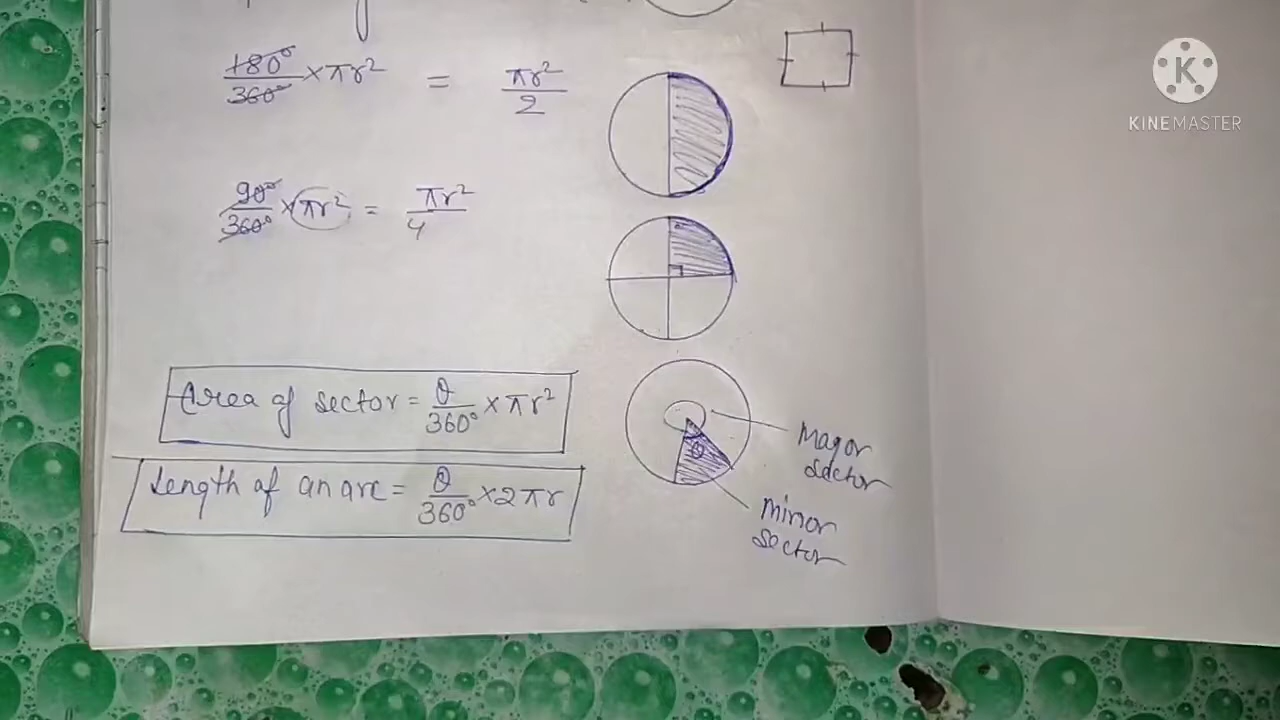 180°/360° × πr² = πr²/2
90°/360° × πr² = πr²/4
Area of sector = θ/360° × πr²
Length of an arc = θ/360° × 2πr
θ
Major
sector
Minor
sector
K
KINEMASTER